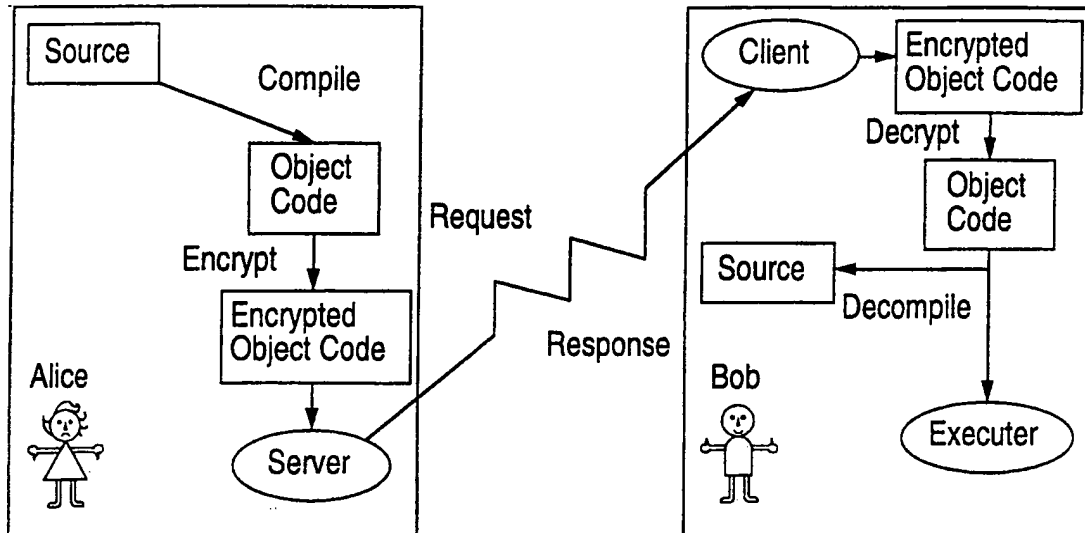 Source
Compile
Object
Code
Encrypt
Encrypted
Object Code
Alice
Server
Request
Response
Client
Encrypted
Object Code
Decrypt
Object
Code
Source
Decompile
Bob
Executer